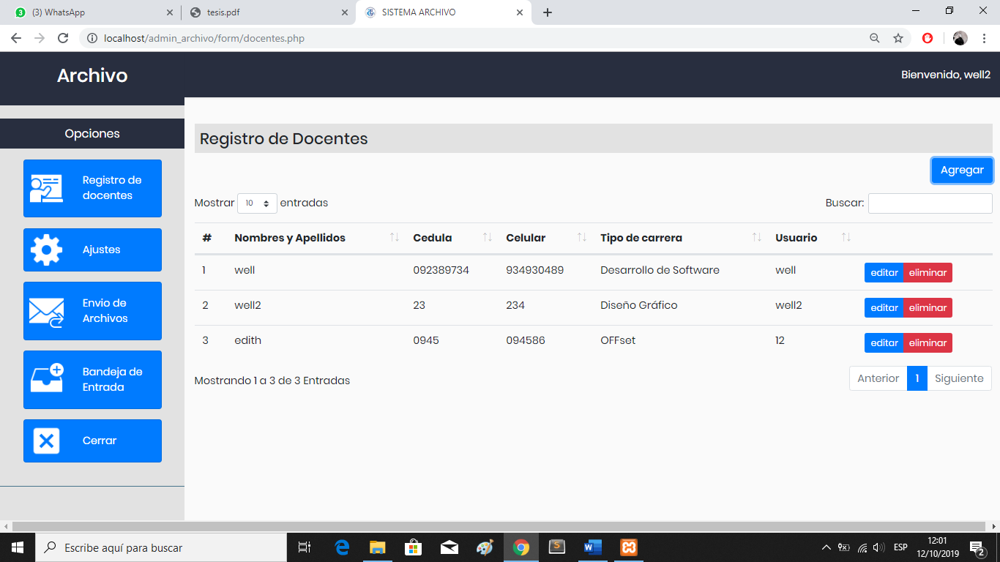 (3) WhatsApp
tesis.pdf
SISTEMA ARCHIVO
localhost/admin_archivo/form/docentes.php
Archivo
Bienvenido, well2
Opciones
Registro de
docentes
Ajustes
Envio de
Archivos
Bandeja de
Entrada
Cerrar
Registro de Docentes
Agregar
Mostrar 10 entradas
Buscar:
# Nombres y Apellidos Cedula Celular Tipo de carrera Usuario
1 well 092389734 934930489 Desarrollo de Software well editar eliminar
2 well2 23 234 Diseño Gráfico well2 editar eliminar
3 edith 0945 094586 OFFset 12 editar eliminar
Mostrando 1 a 3 de 3 Entradas
Anterior 1 Siguiente
Escribe aquí para buscar
ESP
12:01
12/10/2019
2